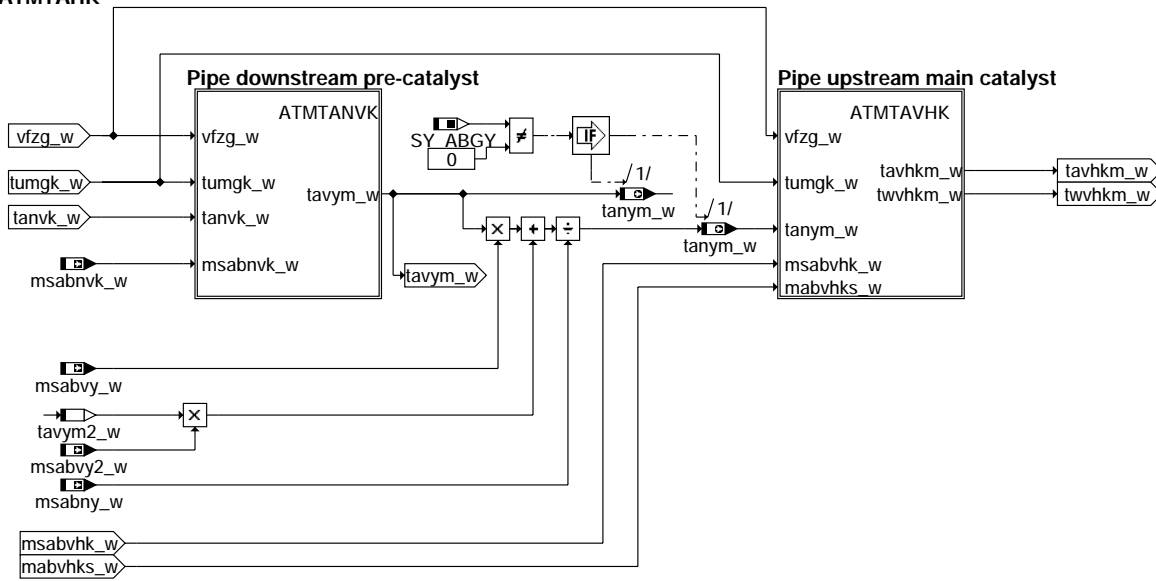 ATMTAHK
Pipe downstream pre-catalyst
Pipe upstream main catalyst
ATMTANVK
ATMTAVHK
vfzg_w
vfzg_w
vfzg_w
SY_ABGY
≠
IF
0
tavhkm_w
tavhkm_w
tumgk_w
tumgk_w
tavym_w
/1/
tumgk_w
twvhkm_w
twvhkm_w
tanvk_w
tanvk_w
tanym_w
/1/
× + ÷
tanym_w
tanym_w
msabnvk_w
msabnvk_w
tavym_w
msabvhk_w
mabvhks_w
msabvy_w
×
tavym2_w
msabvy2_w
msabny_w
msabvhk_w
mabvhks_w